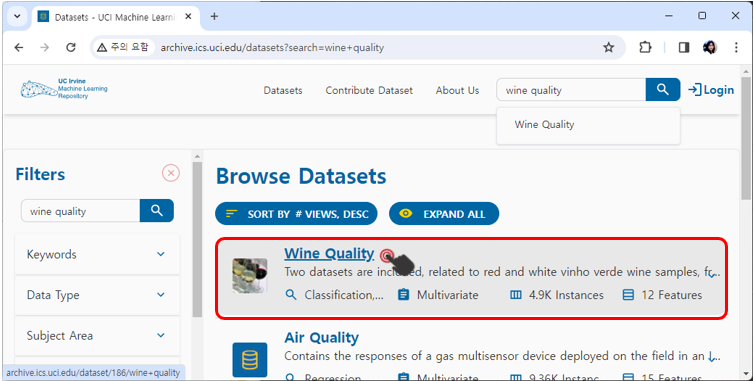 Datasets - UCI Machine Learni
주의 요함
archive.ics.uci.edu/datasets?search=wine+quality
UC Irvine
Machine Learning
Repository
Datasets
Contribute Dataset
About Us
wine quality
Login
Wine Quality
Filters
wine quality
Keywords
Data Type
Subject Area
Browse Datasets
SORT BY # VIEWS, DESC
EXPAND ALL
Wine Quality
Two datasets are included, related to red and white vinho verde wine samples, fr...
Classification,...
Multivariate
4.9K Instances
12 Features
Air Quality
Contains the responses of a gas multisensor device deployed on the field in an I...
Regression
Multivariate
9.36K Instances
15 Features
archive.ics.uci.edu/dataset/186/wine+quality